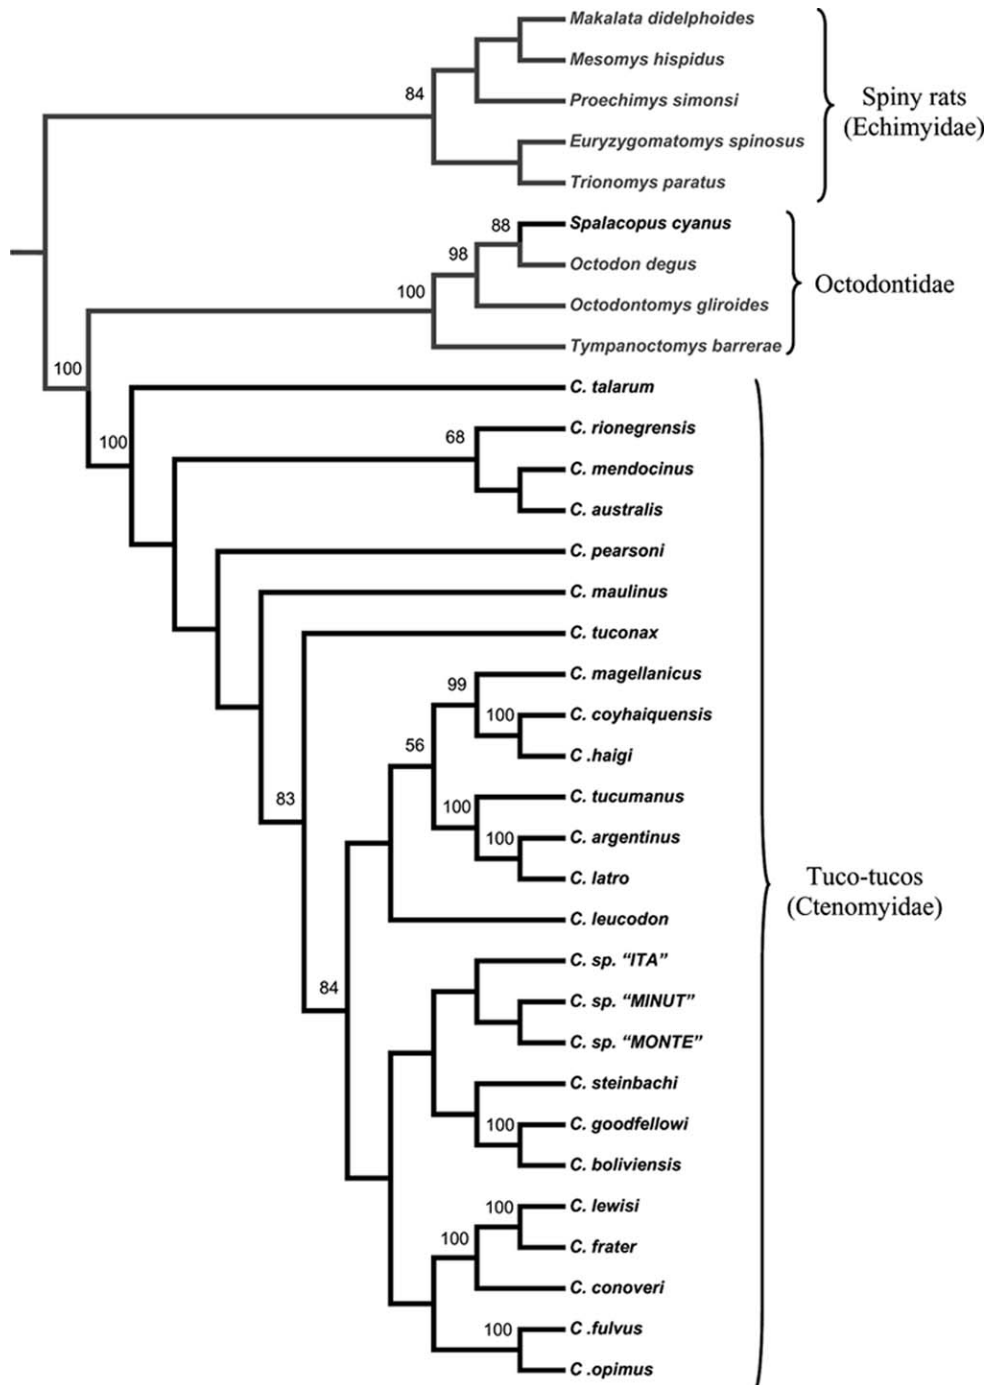 Makalata didelphoides
Mesomys hispidus
84
Proechimys simonsi
Euryzygomatomys spinosus
Trionomys paratus
Spiny rats
(Echimyidae)
88
Spalacopus cyanus
98
Octodon degus
100
Octodontomys gliroides
Tympanoctomys barrerae
Octodontidae
100
C. talarum
100
68
C. rionegrensis
C. mendocinus
C. australis
C. pearsoni
C. maulinus
C. tuconax
99
C. magellanicus
100
C. coyhaiquensis
56
C .haigi
83
100
C. tucumanus
100
C. argentinus
C. latro
Tuco-tucos
(Ctenomyidae)
C. leucodon
84
C. sp. “ITA”
C. sp. “MINUT”
C. sp. “MONTE”
C. steinbachi
100
C. goodfellowi
C. boliviensis
100
C. lewisi
100
C. frater
C. conoveri
100
C .fulvus
C .opimus